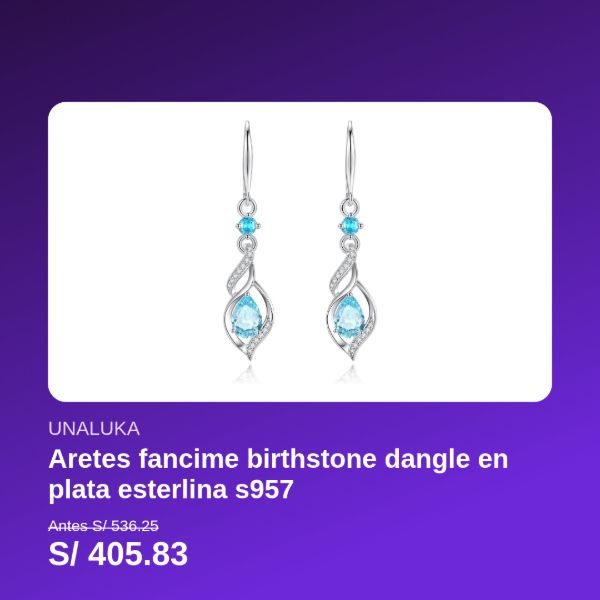 UNALUKA
Aretes fancime birthstone dangle en
plata esterlina s957
Antes S/ 536.25
S/ 405.83